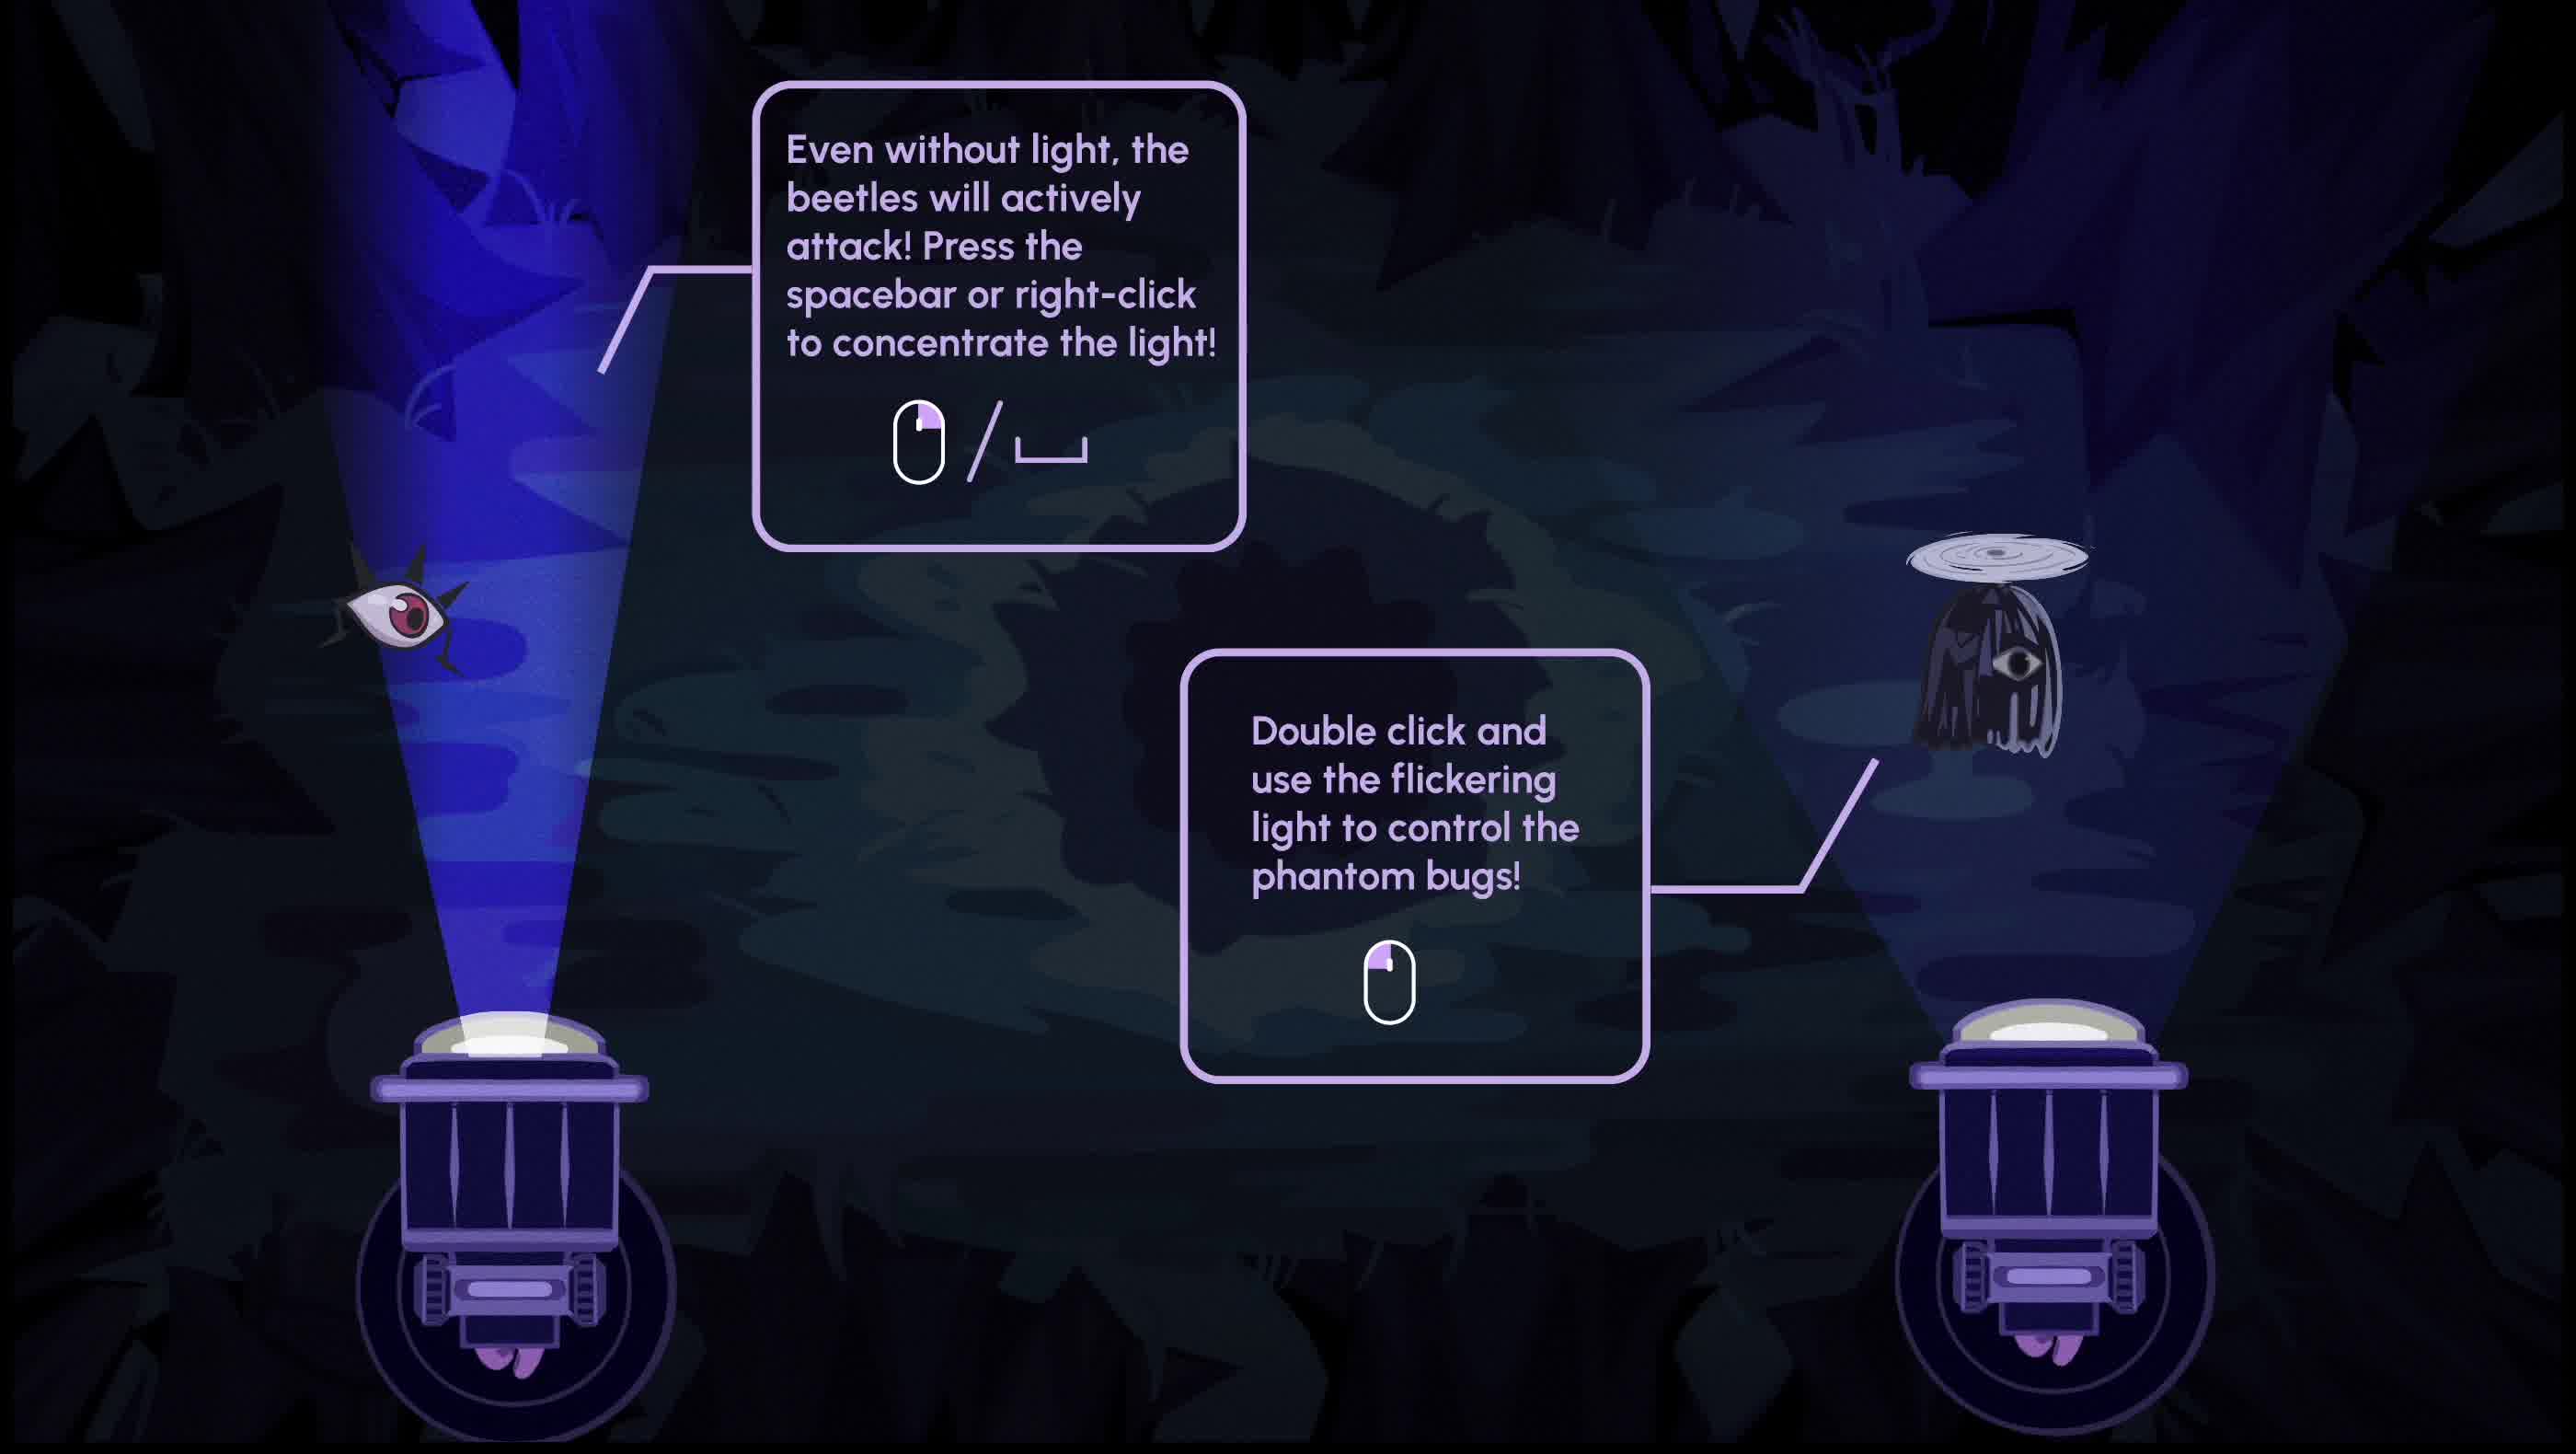 Even without light, the
beetles will actively
attack! Press the
spacebar or right-click
to concentrate the light!
Double click and
use the flickering
light to control the
phantom bugs!